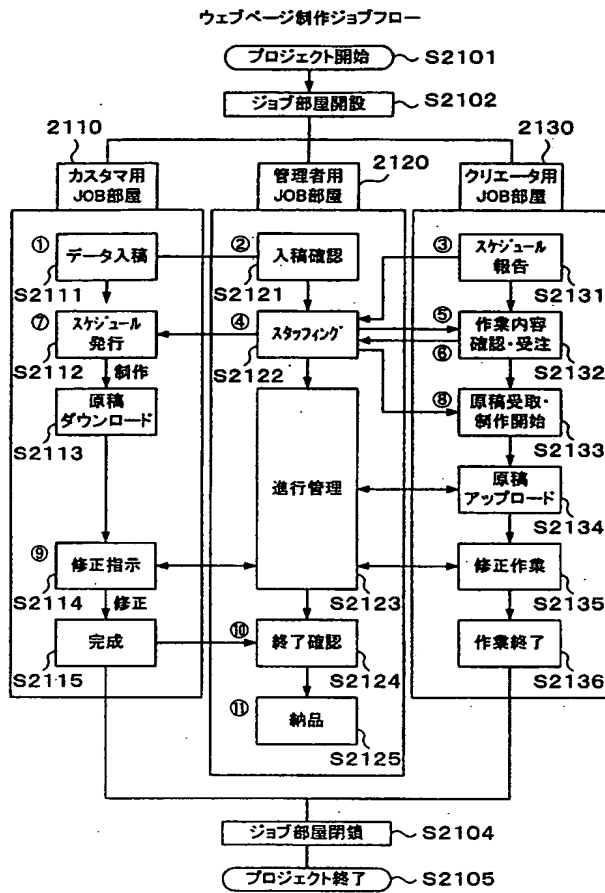 ウェブページ制作ジョブフロー
プロジェクト開始
S2101
ジョブ部屋開設
S2102
2110
カスタマ用
JOB部屋
2120
管理者用
JOB部屋
2130
クリエータ用
JOB部屋
①
データ入稿
S2111
②
入稿確認
S2121
③
スケジュール
報告
S2131
⑦
スケジュール
発行
S2112
制作
④
スタッフィング
S2122
⑤
⑥
作業内容
確認・受注
S2132
原稿
ダウンロード
S2113
⑧
原稿受取・
制作開始
S2133
進行管理
S2123
原稿
アップロード
S2134
⑨
修正指示
S2114
修正
修正作業
S2135
完成
S2115
⑩
終了確認
S2124
作業終了
S2136
⑪
納品
S2125
ジョブ部屋閉鎖
S2104
プロジェクト終了
S2105